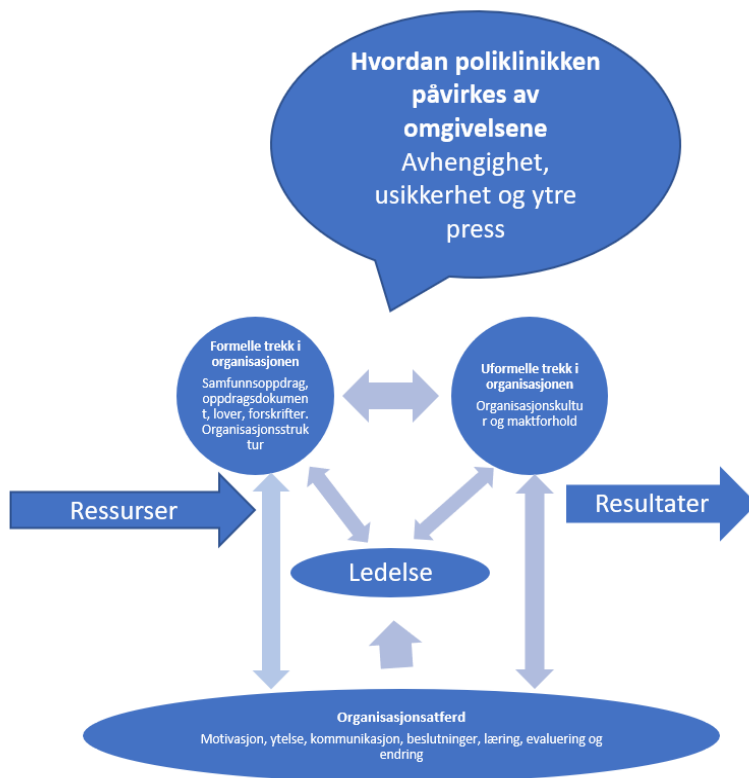 Hvordan poliklinikken
påvirkes av
omgivelsene
Avhengighet,
usikkerhet og ytre
press
Formelle trekk i
organisasjonen
Samfunnsoppdrag,
oppdragsdokumen
t, lover, forskrifter.
Organisasjonsstruk
tur
Uformelle trekk i
organisasjonen
Organisasjonskultu
r og maktforhold
Ressurser
Resultater
Ledelse
Organisasjonsatferd
Motivasjon, ytelse, kommunikasjon, beslutninger, læring, evaluering og
endring